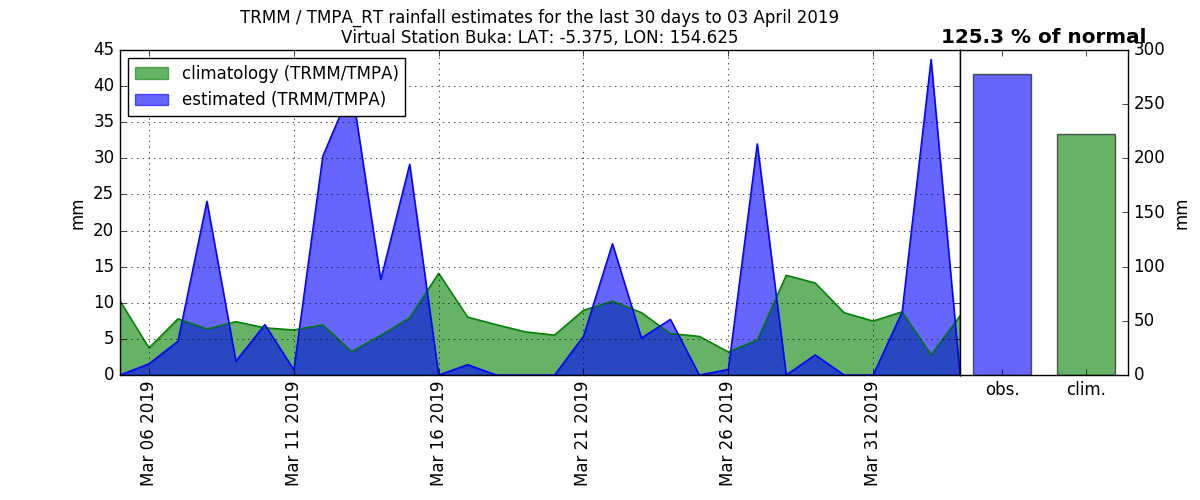 TRMM / TMPA_RT rainfall estimates for the last 30 days to 03 April 2019
Virtual Station Buka: LAT: -5.375, LON: 154.625
125.3 % of normal
climatology (TRMM/TMPA)
estimated (TRMM/TMPA)
mm
45
40
35
30
25
20
15
10
5
0
Mar 06 2019
Mar 11 2019
Mar 16 2019
Mar 21 2019
Mar 26 2019
Mar 31 2019
300
250
200
150
100
50
0
mm
obs.
clim.